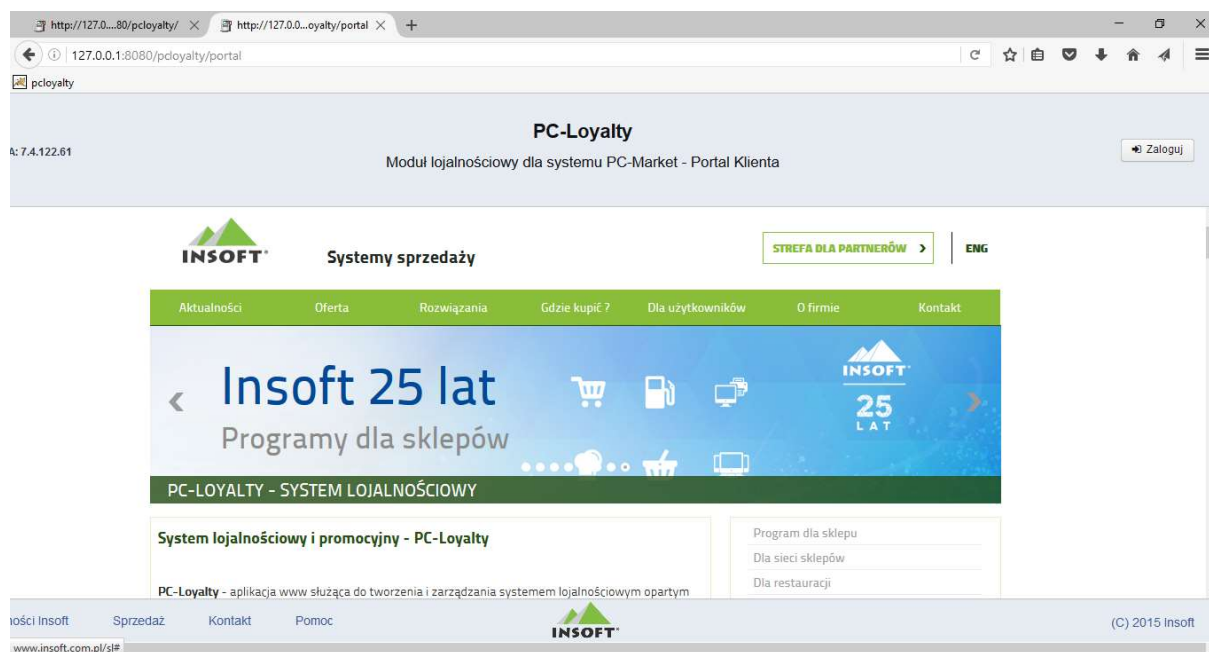 http://127.0....80/pcloyalty/
http://127.0.0...oyalty/portal
127.0.0.1:8080/pcloyalty/portal
pcloyalty
PC-Loyalty
A: 7.4.122.61
Moduł lojalnościowy dla systemu PC-Market - Portal Klienta
Zaloguj
INSOFT
Systemy sprzedaży
STREFA DLA PARTNERÓW
ENG
Aktualności Oferta Rozwiązania Gdzie kupić ? Dla użytkowników O firmie Kontakt
Insoft 25 lat
Programy dla sklepów
INSOFT
25
LAT
PC-LOYALTY - SYSTEM LOJALNOŚCIOWY
System lojalnościowy i promocyjny - PC-Loyalty
PC-Loyalty - aplikacja www służąca do tworzenia i zarządzania systemem lojalnościowym opartym
Program dla sklepu
Dla sieci sklepów
Dla restauracji
ności Insoft Sprzedaż Kontakt Pomoc
INSOFT
(C) 2015 Insoft
www.insoft.com.pl/sl#